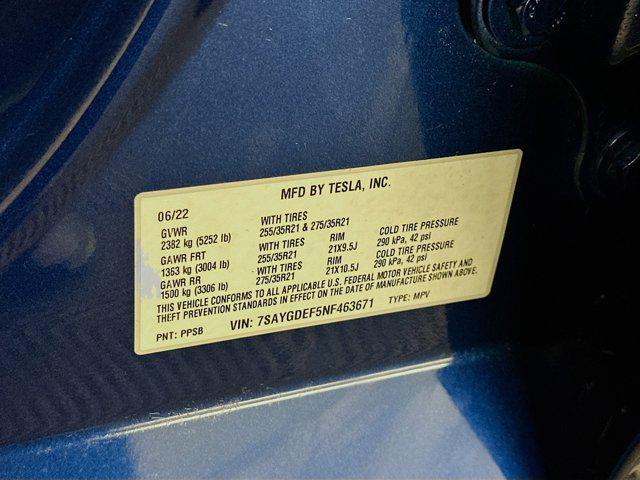 MFD BY TESLA, INC.
06/22
GVWR WITH TIRES
2382 kg (5252 lb) 255/35R21 & 275/35R21
GAWR FRT WITH TIRES RIM COLD TIRE PRESSURE
1363 kg (3004 lb) 255/35R21 21X9.5J 290 kPa, 42 psi
GAWR RR WITH TIRES RIM COLD TIRE PRESSURE
1500 kg (3306 lb) 275/35R21 21X10.5J 290 kPa, 42 psi
THIS VEHICLE CONFORMS TO ALL APPLICABLE U.S. FEDERAL MOTOR VEHICLE SAFETY AND
THEFT PREVENTION STANDARDS IN EFFECT ON THE DATE OF MANUFACTURE SHOWN ABOVE.
PNT: PPSB VIN: 7SAYGDEF5NF463671 TYPE: MPV